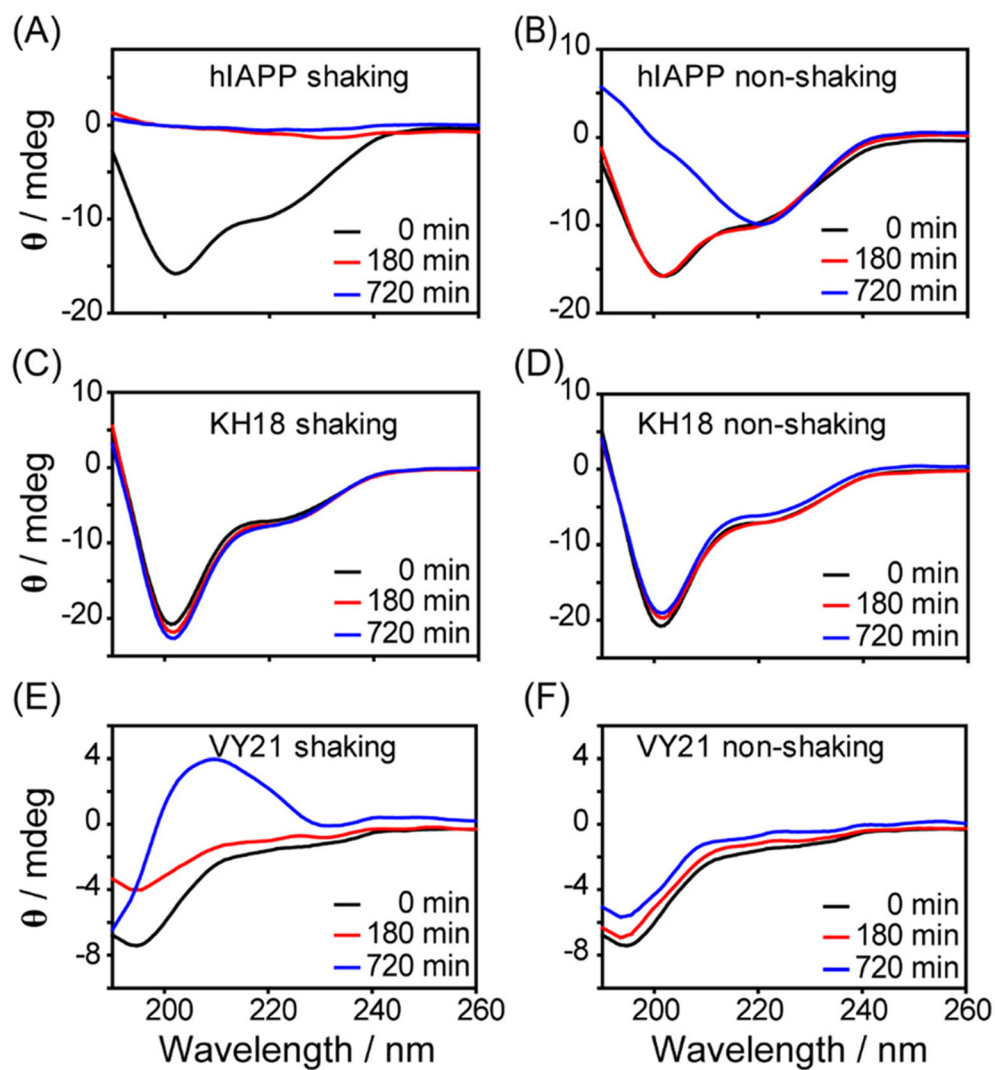 (A)
hIAPP shaking
θ / mdeg
0
-10
-20
0 min
180 min
720 min
(B)
hIAPP non-shaking
10
0
-10
-20
0 min
180 min
720 min
(C)
KH18 shaking
θ / mdeg
10
0
-10
-20
0 min
180 min
720 min
(D)
KH18 non-shaking
10
0
-10
-20
0 min
180 min
720 min
(E)
VY21 shaking
θ / mdeg
4
0
-4
-8
0 min
180 min
720 min
200 220 240 260
Wavelength / nm
(F)
VY21 non-shaking
4
0
-4
-8
0 min
180 min
720 min
200 220 240 260
Wavelength / nm